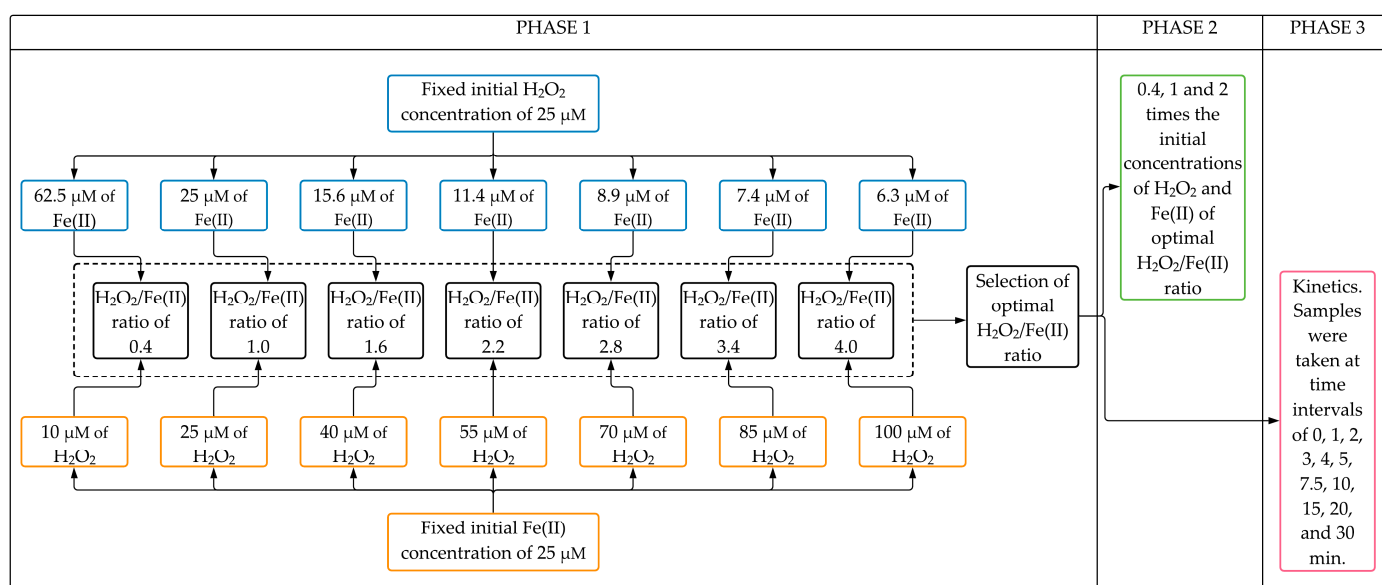 PHASE 1
PHASE 2
PHASE 3
Fixed initial H₂O₂
concentration of 25 µM
62.5 µM of
Fe(II)
25 µM of
Fe(II)
15.6 µM of
Fe(II)
11.4 µM of
Fe(II)
8.9 µM of
Fe(II)
7.4 µM of
Fe(II)
6.3 µM of
Fe(II)
H₂O₂/Fe(II)
ratio of
0.4
H₂O₂/Fe(II)
ratio of
1.0
H₂O₂/Fe(II)
ratio of
1.6
H₂O₂/Fe(II)
ratio of
2.2
H₂O₂/Fe(II)
ratio of
2.8
H₂O₂/Fe(II)
ratio of
3.4
H₂O₂/Fe(II)
ratio of
4.0
10 µM of
H₂O₂
25 µM of
H₂O₂
40 µM of
H₂O₂
55 µM of
H₂O₂
70 µM of
H₂O₂
85 µM of
H₂O₂
100 µM of
H₂O₂
Fixed initial Fe(II)
concentration of 25 µM
Selection of
optimal
H₂O₂/Fe(II)
ratio
0.4, 1 and 2
times the
initial
concentrations
of H₂O₂ and
Fe(II) of
optimal
H₂O₂/Fe(II)
ratio
Kinetics.
Samples
were
taken at
time
intervals
of 0, 1, 2,
3, 4, 5,
7.5, 10,
15, 20,
and 30
min.